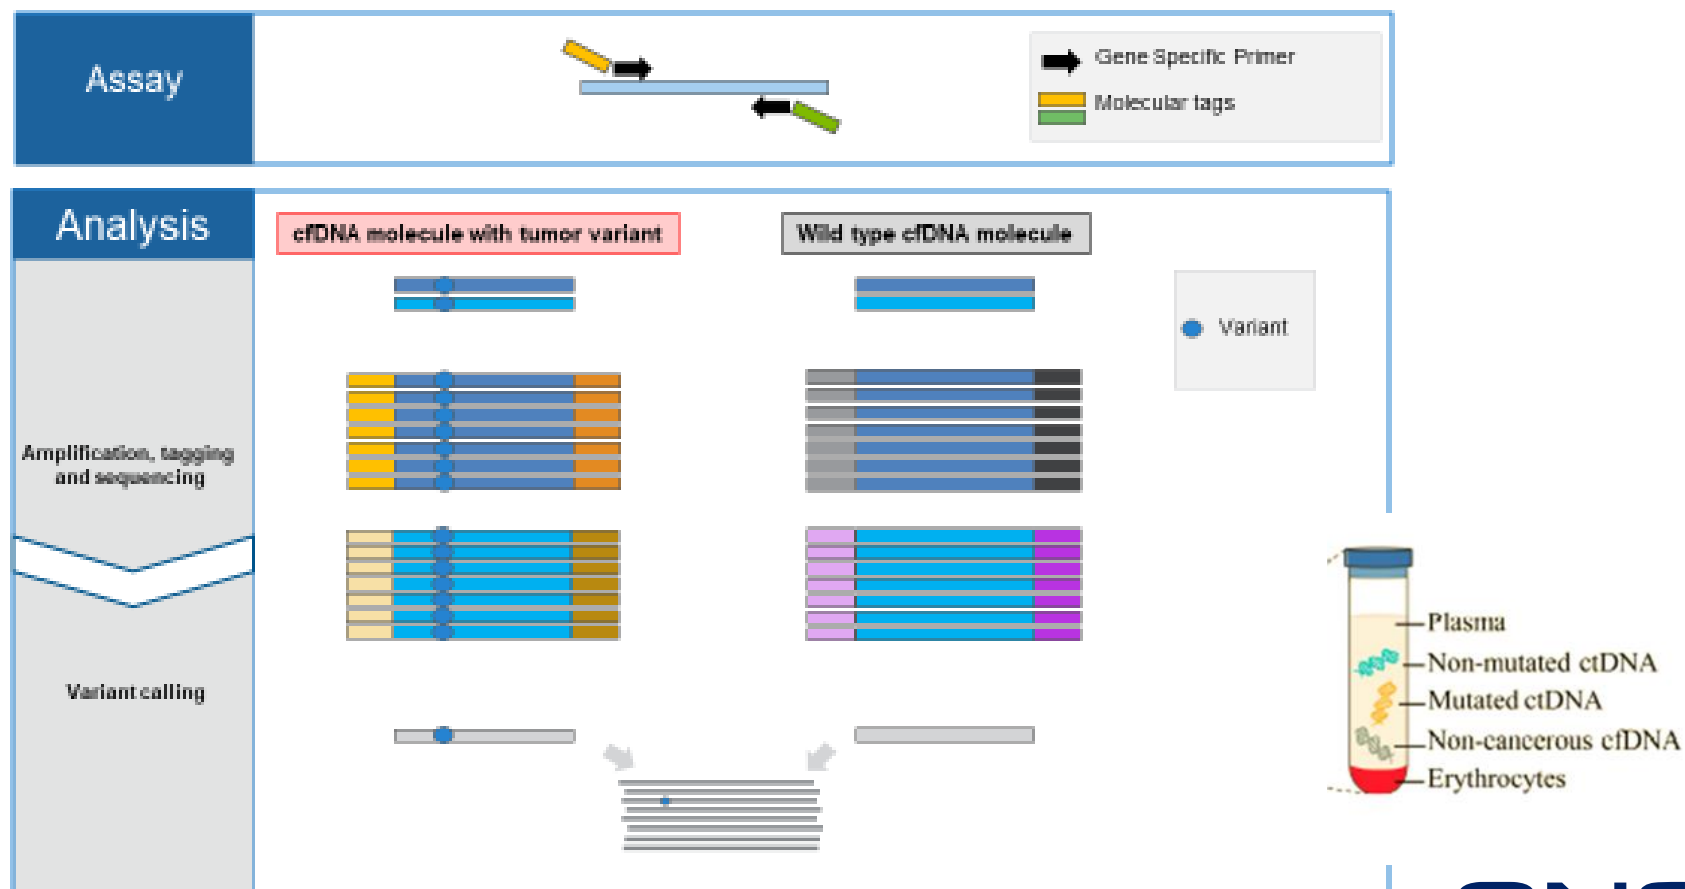 Assay
Gene Specific Primer
Molecular tags
Analysis
cfDNA molecule with tumor variant
Wild type cfDNA molecule
Variant
Amplification, tagging
and sequencing
Variant calling
Plasma
Non-mutated ctDNA
Mutated ctDNA
Non-cancerous cfDNA
Erythrocytes